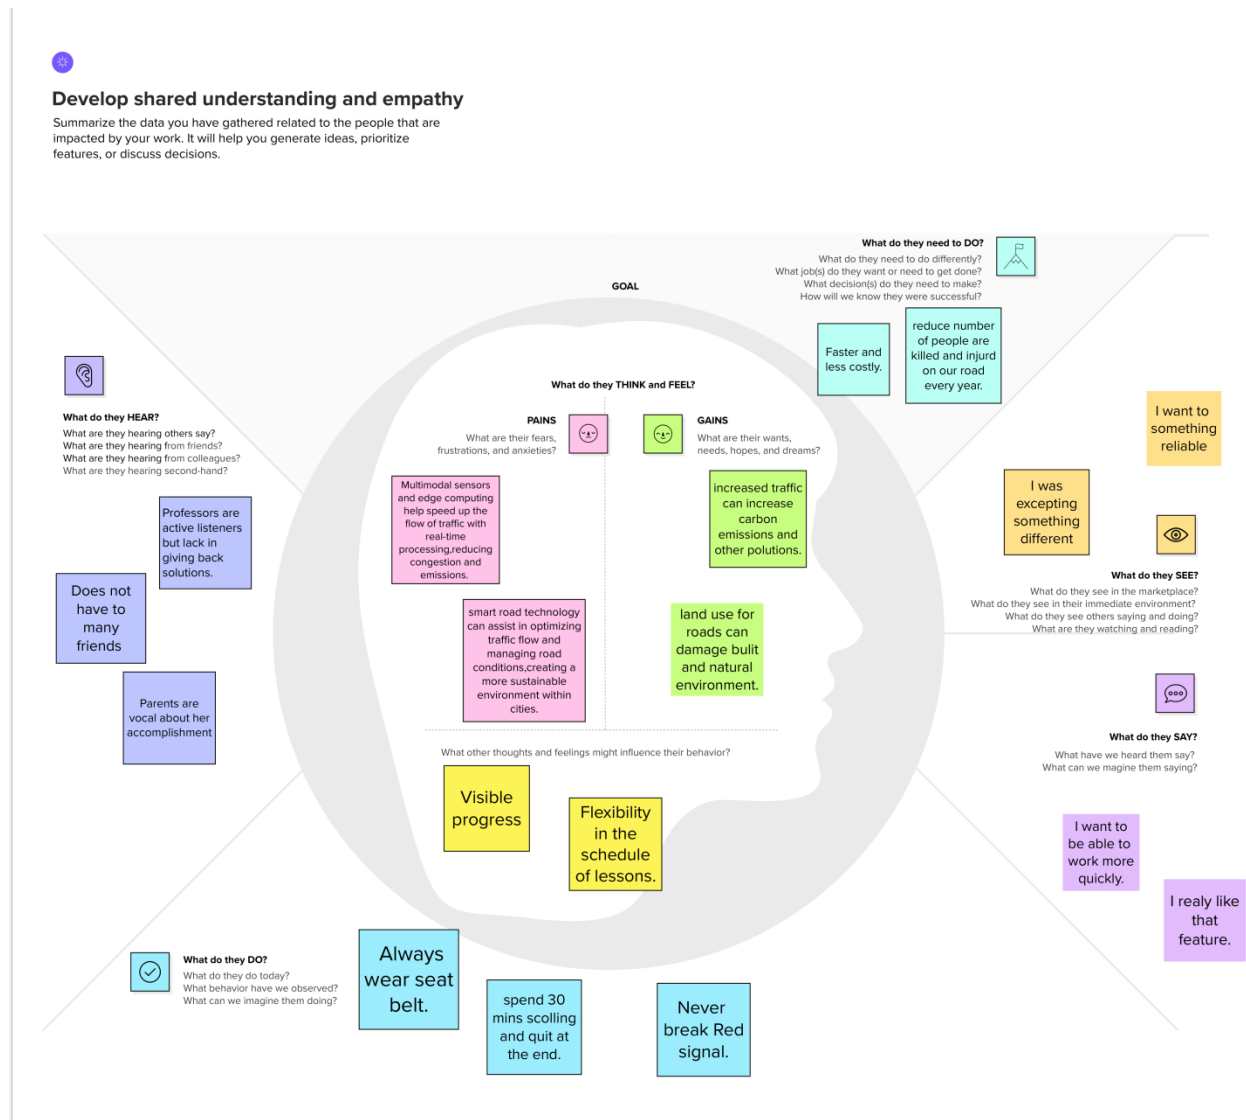 Develop shared understanding and empathy
Summarize the data you have gathered related to the people that are
impacted by your work. It will help you generate ideas, prioritize
features, or discuss decisions.
What do they need to DO?
What do they need to do differently?
What job(s) do they want or need to get done?
What decision(s) do they need to make?
How will we know they were successful?
GOAL
Faster and
less costly.
reduce number
of people are
killed and injurd
on our road
every year.
What do they HEAR?
What are they hearing others say?
What are they hearing from friends?
What are they hearing from colleagues?
What are they hearing second-hand?
Professors are
active listeners
but lack in
giving back
solutions.
Does not
have to
many
friends
Parents are
vocal about her
accomplishment
What do they THINK and FEEL?
PAINS
What are their fears,
frustrations, and anxieties?
GAINS
What are their wants,
needs, hopes, and dreams?
Multimodal sensors
and edge computing
help speed up the
flow of traffic with
real-time
processing,reducing
congestion and
emissions.
smart road technology
can assist in optimizing
traffic flow and
managing road
conditions,creating a
more sustainable
environment within
cities.
increased traffic
can increase
carbon
emissions and
other polutions.
land use for
roads can
damage bulit
and natural
environment.
I want to
something
reliable
I was
excepting
something
different
What do they SEE?
What do they see in the marketplace?
What do they see in their immediate environment?
What do they see others saying and doing?
What are they watching and reading?
What do they SAY?
What have we heard them say?
What can we magine them saying?
I want to
be able to
work more
quickly.
I realy like
that
feature.
What other thoughts and feelings might influence their behavior?
Visible
progress
Flexibility
in the
schedule
of lessons.
What do they DO?
What do they do today?
What behavior have we observed?
What can we imagine them doing?
Always
wear seat
belt.
spend 30
mins scolling
and quit at
the end.
Never
break Red
signal.